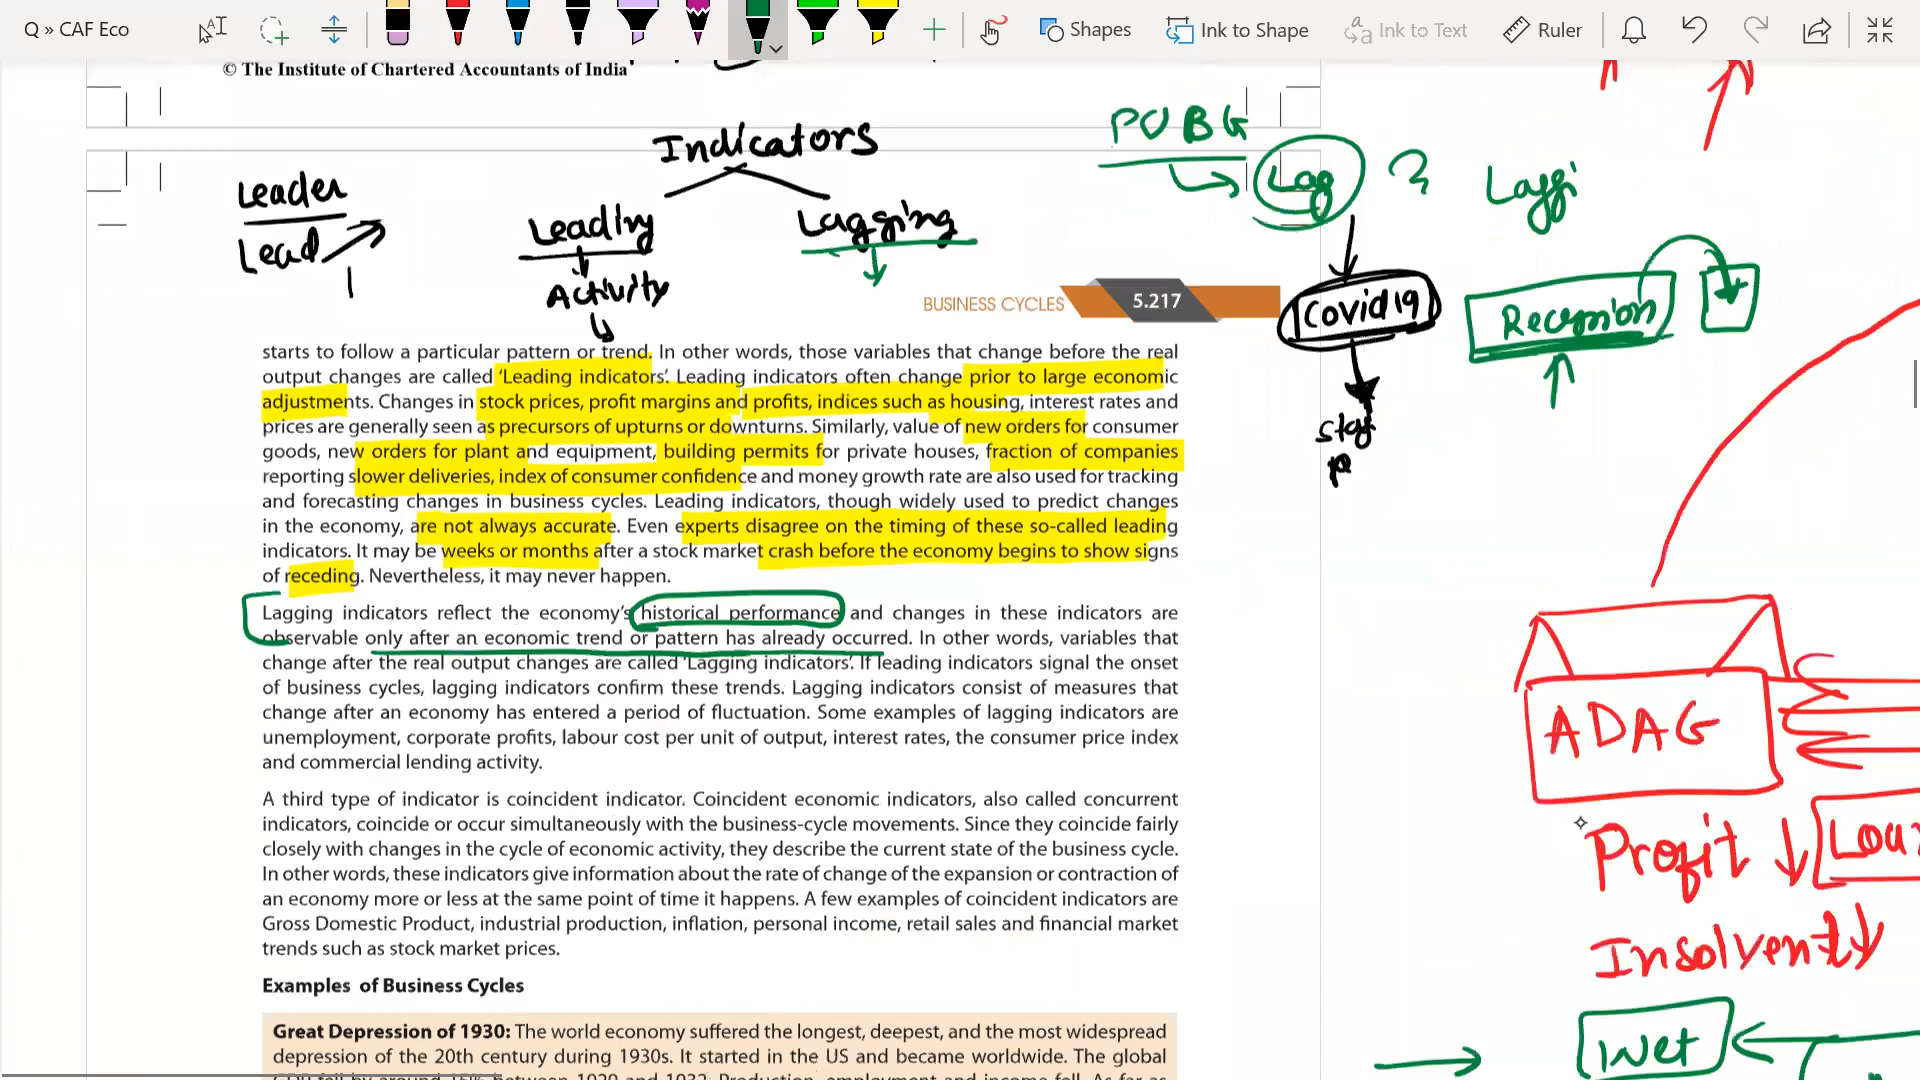 Q » CAF Eco
Shapes
Ink to Shape
Ink to Text
Ruler
© The Institute of Chartered Accountants of India
PUBG
Indicators
Lag ?
Laggi
Leader
Lead
Leading
Lagging
Activity
BUSINESS CYCLES 5.217
Covid19
starts to follow a particular pattern or trend. In other words, those variables that change before the real
output changes are called ‘Leading indicators’. Leading indicators often change prior to large economic
adjustments. Changes in stock prices, profit margins and profits, indices such as housing, interest rates and
prices are generally seen as precursors of upturns or downturns. Similarly, value of new orders for consumer
goods, new orders for plant and equipment, building permits for private houses, fraction of companies
reporting slower deliveries, index of consumer confidence and money growth rate are also used for tracking
and forecasting changes in business cycles. Leading indicators, though widely used to predict changes
in the economy, are not always accurate. Even experts disagree on the timing of these so-called leading
indicators. It may be weeks or months after a stock market crash before the economy begins to show signs
of receding. Nevertheless, it may never happen.
Lagging indicators reflect the economy’s historical performance and changes in these indicators are
observable only after an economic trend or pattern has already occurred. In other words, variables that
change after the real output changes are called ‘Lagging indicators’. If leading indicators signal the onset
of business cycles, lagging indicators confirm these trends. Lagging indicators consist of measures that
change after an economy has entered a period of fluctuation. Some examples of lagging indicators are
unemployment, corporate profits, labour cost per unit of output, interest rates, the consumer price index
and commercial lending activity.
ADAG
A third type of indicator is coincident indicator. Coincident economic indicators, also called concurrent
indicators, coincide or occur simultaneously with the business-cycle movements. Since they coincide fairly
closely with changes in the cycle of economic activity, they describe the current state of the business cycle.
In other words, these indicators give information about the rate of change of the expansion or contraction of
an economy more or less at the same point of time it happens. A few examples of coincident indicators are
Gross Domestic Product, industrial production, inflation, personal income, retail sales and financial market
trends such as stock market prices.
Profit
Insolvent
Examples of Business Cycles
Great Depression of 1930: The world economy suffered the longest, deepest, and the most widespread
depression of the 20th century during 1930s. It started in the US and became worldwide. The global